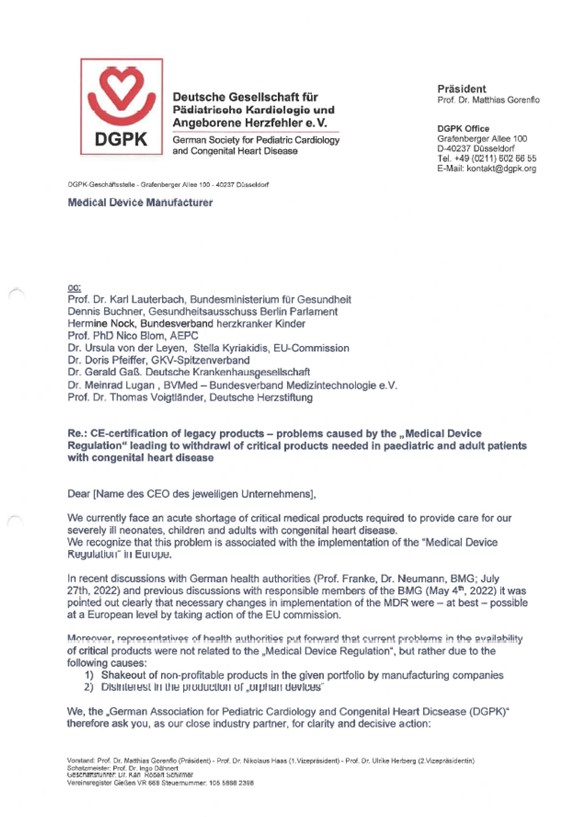 DGPK
Deutsche Gesellschaft für
Pädiatrische Kardiologie und
Angeborene Herzfehler e.V.
German Society for Pediatric Cardiology
and Congenital Heart Disease
Präsident
Prof. Dr. Matthias Gorenflo
DGPK Office
Grafenberger Allee 100
D-40237 Düsseldorf
Tel. +49 (0211) 602 66 55
E-Mail: kontakt@dgpk.org
DGPK-Geschäftsstelle - Grafenberger Allee 100 - 40237 Düsseldorf
Medical Device Manufacturer
cc:
Prof. Dr. Karl Lauterbach, Bundesministerium für Gesundheit
Dennis Buchner, Gesundheitsausschuss Berlin Parlament
Hermine Nock, Bundesverband herzkranker Kinder
Prof. PhD Nico Blom, AEPC
Dr. Ursula von der Leyen, Stella Kyriakidis, EU-Commission
Dr. Doris Pfeiffer, GKV-Spitzenverband
Dr. Gerald Gaß. Deutsche Krankenhausgesellschaft
Dr. Meinrad Lugan , BVMed – Bundesverband Medizintechnologie e.V.
Prof. Dr. Thomas Voigtländer, Deutsche Herzstiftung
Re.: CE-certification of legacy products – problems caused by the „Medical Device
Regulation“ leading to withdrawl of critical products needed in paediatric and adult patients
with congenital heart disease
Dear [Name des CEO des jeweiligen Unternehmens],
We currently face an acute shortage of critical medical products required to provide care for our
severely ill neonates, children and adults with congenital heart disease.
We recognize that this problem is associated with the implementation of the “Medical Device
Regulation“ in Europe.
In recent discussions with German health authorities (Prof. Franke, Dr. Neumann, BMG; July
27th, 2022) and previous discussions with responsible members of the BMG (May 4th, 2022) it was
pointed out clearly that necessary changes in implementation of the MDR were – at best – possible
at a European level by taking action of the EU commission.
Moreover, representatives of health authorities put forward that current problems in the availability
of critical products were not related to the „Medical Device Regulation“, but rather due to the
following causes:
1) Shakeout of non-profitable products in the given portfolio by manufacturing companies
2) Disinterest in the production of „orphan devices“
We, the „German Association for Pediatric Cardiology and Congenital Heart Dicsease (DGPK)“
therefore ask you, as our close industry partner, for clarity and decisive action:
Vorstand: Prof. Dr. Matthias Gorenflo (Präsident) - Prof. Dr. Nikolaus Haas (1.Vizepräsident) - Prof. Dr. Ulrike Herberg (2.Vizepräsidentin)
Schatzmeister: Prof. Dr. Ingo Dähnert
Geschäftsführer: Dr. Karl Robert Schirmer
Vereinsregister Gießen VR 668 Steuernummer: 105 5868 2398